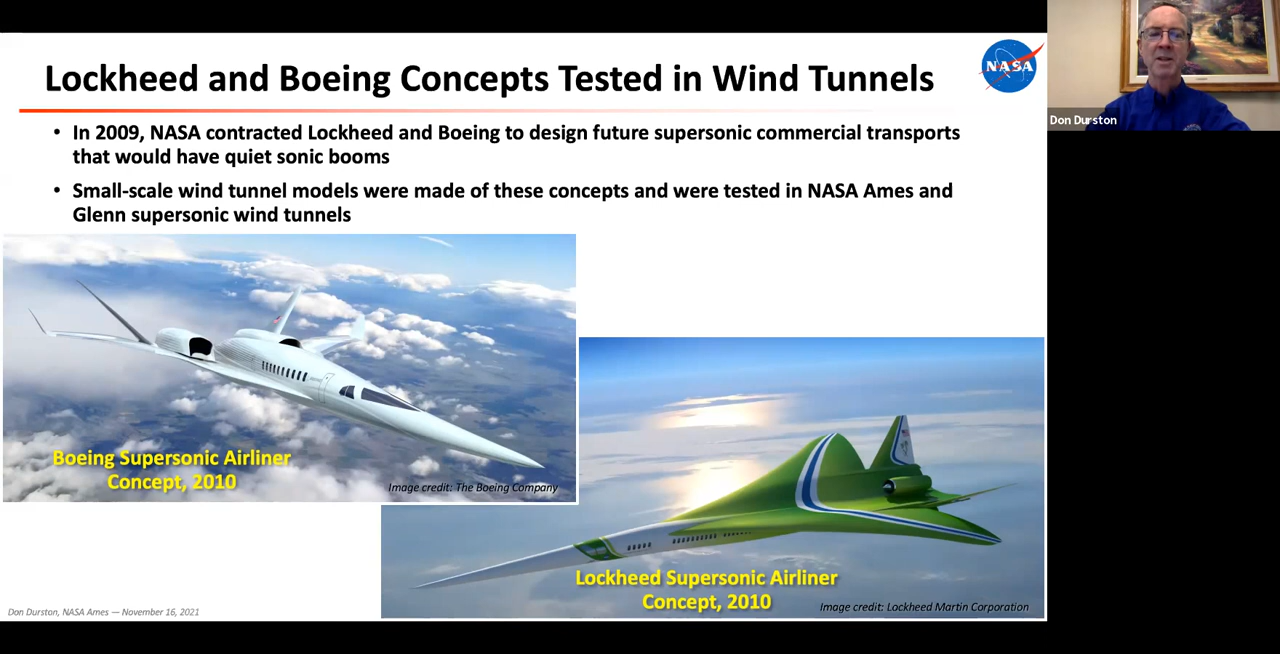 Lockheed and Boeing Concepts Tested in Wind Tunnels
NASA
• In 2009, NASA contracted Lockheed and Boeing to design future supersonic commercial transports
that would have quiet sonic booms
• Small-scale wind tunnel models were made of these concepts and were tested in NASA Ames and
Glenn supersonic wind tunnels
Boeing Supersonic Airliner
Concept, 2010
Image credit: The Boeing Company
Lockheed Supersonic Airliner
Concept, 2010
Image credit: Lockheed Martin Corporation
Don Durston, NASA Ames — November 16, 2021
Don Durston